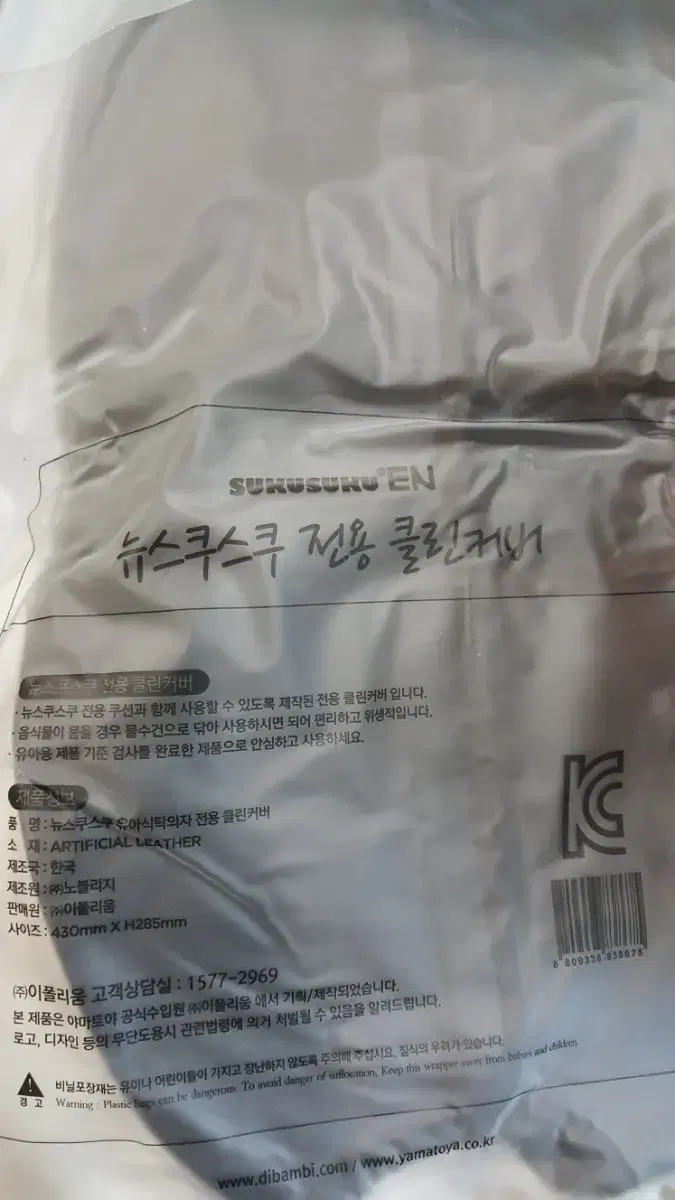 SUKUSUKU® EN
뉴스쿠스쿠 전용 클린커버
뉴스쿠스쿠 전용 클린커버
· 뉴스쿠스쿠 전용 쿠션과 함께 사용할 수 있도록 제작된 전용 클린커버 입니다.
· 음식물이 묻을 경우 물수건으로 닦아 사용하시면 되어 편리하고 위생적입니다.
· 유아용 제품 기준 검사를 완료한 제품으로 안심하고 사용하세요.
제품정보
품 명 : 뉴스쿠스쿠 유아식탁의자 전용 클린커버
소 재 : ARTIFICIAL LEATHER
제조국 : 한국
제조원 : ㈜노블리지
판매원 : ㈜이폴리움
사이즈 : 430mm X H285mm
KC
8 809336 838675
㈜이폴리움 고객상담실 : 1577-2969
본 제품은 야마토야 공식수입원 ㈜이폴리움 에서 기획/제작되었습니다.
로고, 디자인 등의 무단도용시 관련법령에 의거 처벌될 수 있음을 알려드립니다.
경 고
비닐포장재는 유아나 어린이들이 가지고 장난하지 않도록 주의해 주십시요. 질식의 우려가 있습니다.
Warning : Plastic bags can be dangerous. To avoid danger of suffocation, Keep this wrapper away from babies and children
www.dibambi.com / www.yamatoya.co.kr